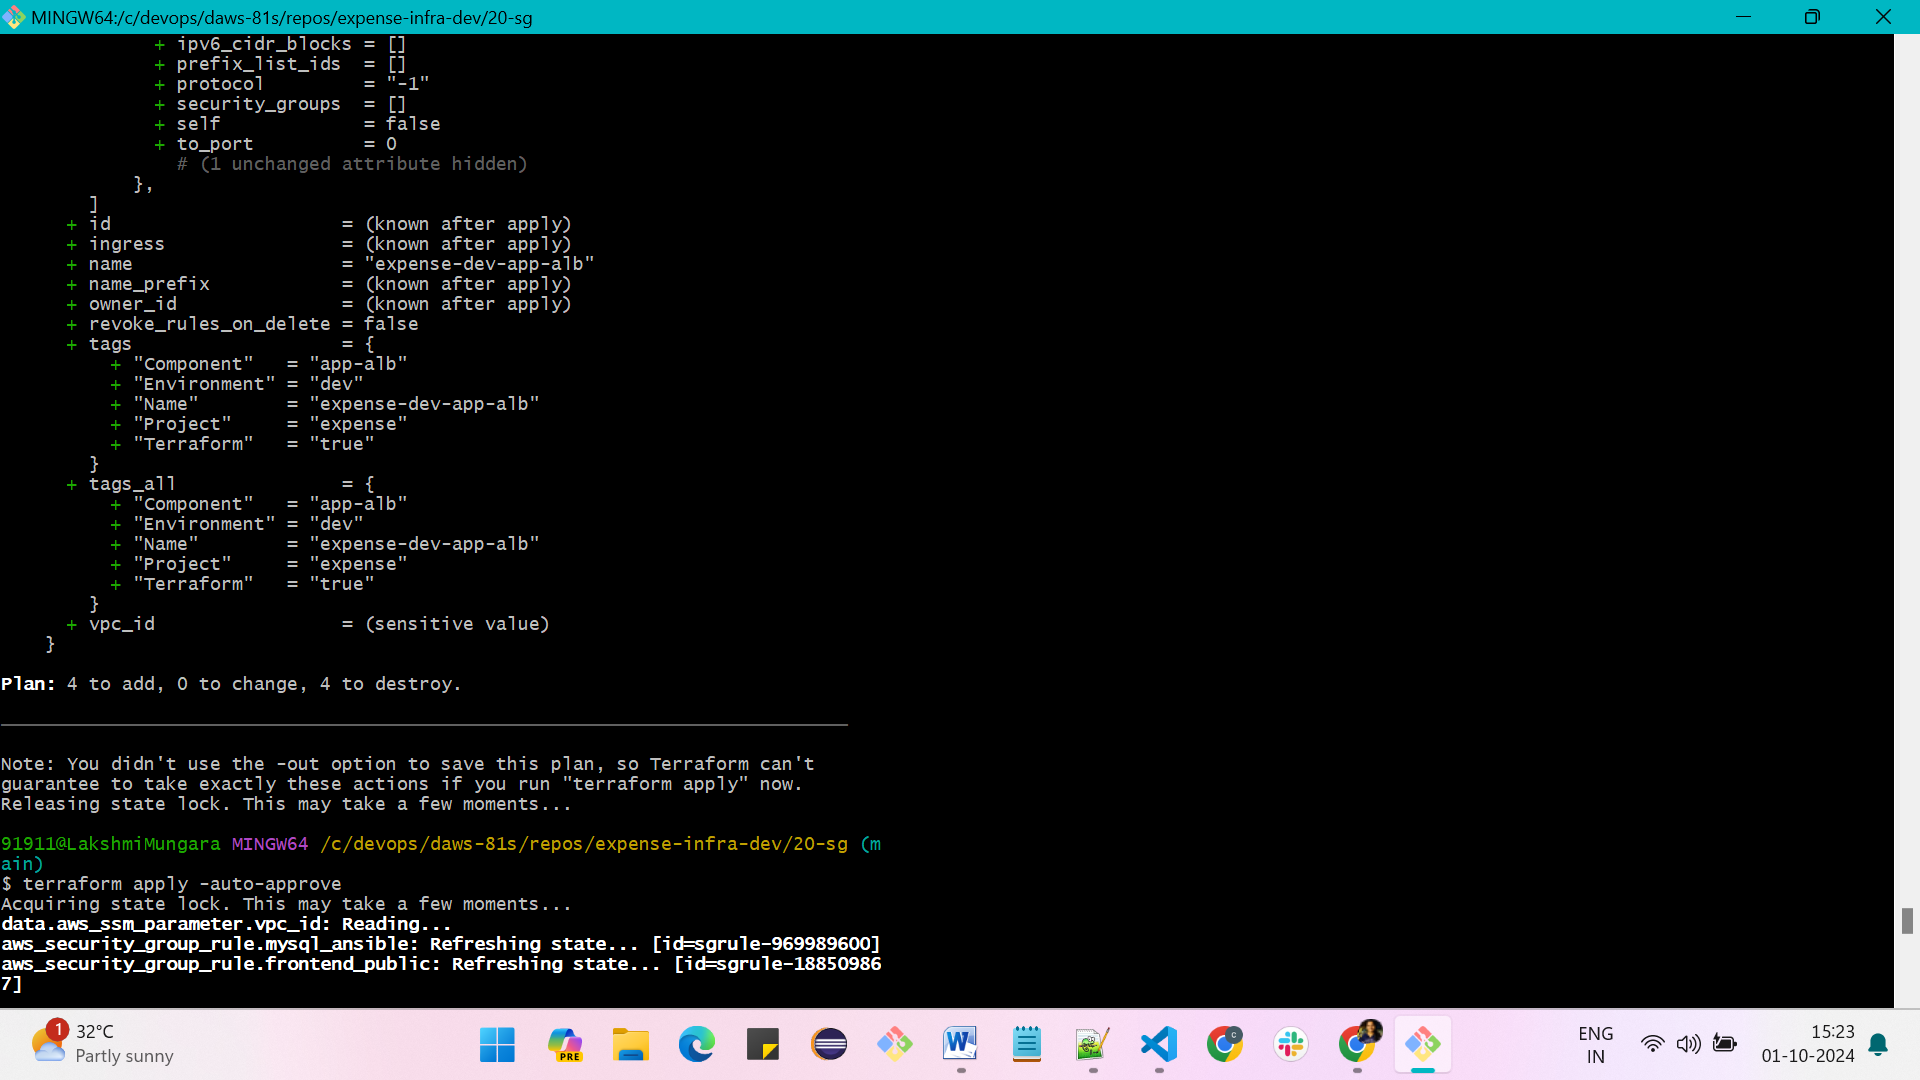 MINGW64:/c/devops/daws-81s/repos/expense-infra-dev/20-sg
+ ipv6_cidr_blocks = []
+ prefix_list_ids  = []
+ protocol         = "-1"
+ security_groups  = []
+ self             = false
+ to_port          = 0
# (1 unchanged attribute hidden)
},
]
+ id                     = (known after apply)
+ ingress                = (known after apply)
+ name                   = "expense-dev-app-alb"
+ name_prefix            = (known after apply)
+ owner_id               = (known after apply)
+ revoke_rules_on_delete = false
+ tags                   = {
+ "Component"   = "app-alb"
+ "Environment" = "dev"
+ "Name"        = "expense-dev-app-alb"
+ "Project"     = "expense"
+ "Terraform"   = "true"
}
+ tags_all               = {
+ "Component"   = "app-alb"
+ "Environment" = "dev"
+ "Name"        = "expense-dev-app-alb"
+ "Project"     = "expense"
+ "Terraform"   = "true"
}
+ vpc_id                 = (sensitive value)
}
Plan: 4 to add, 0 to change, 4 to destroy.
Note: You didn't use the -out option to save this plan, so Terraform can't
guarantee to take exactly these actions if you run "terraform apply" now.
Releasing state lock. This may take a few moments...
91911@LakshmiMungara MINGW64 /c/devops/daws-81s/repos/expense-infra-dev/20-sg (m
ain)
$ terraform apply -auto-approve
Acquiring state lock. This may take a few moments...
data.aws_ssm_parameter.vpc_id: Reading...
aws_security_group_rule.mysql_ansible: Refreshing state... [id=sgrule-969989600]
aws_security_group_rule.frontend_public: Refreshing state... [id=sgrule-18850986
7]
1
32°C
Partly sunny
PRE
W
C
ENG
IN
15:23
01-10-2024